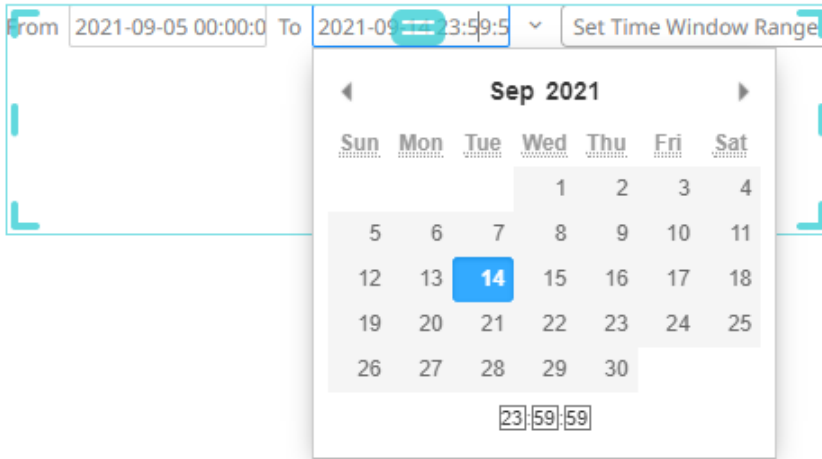 From 2021-09-05 00:00:0 To 2021-09-14 23:59:5 Set Time Window Range
Sep 2021
Sun Mon Tue Wed Thu Fri Sat
1 2 3 4
5 6 7 8 9 10 11
12 13 14 15 16 17 18
19 20 21 22 23 24 25
26 27 28 29 30
23:59:59